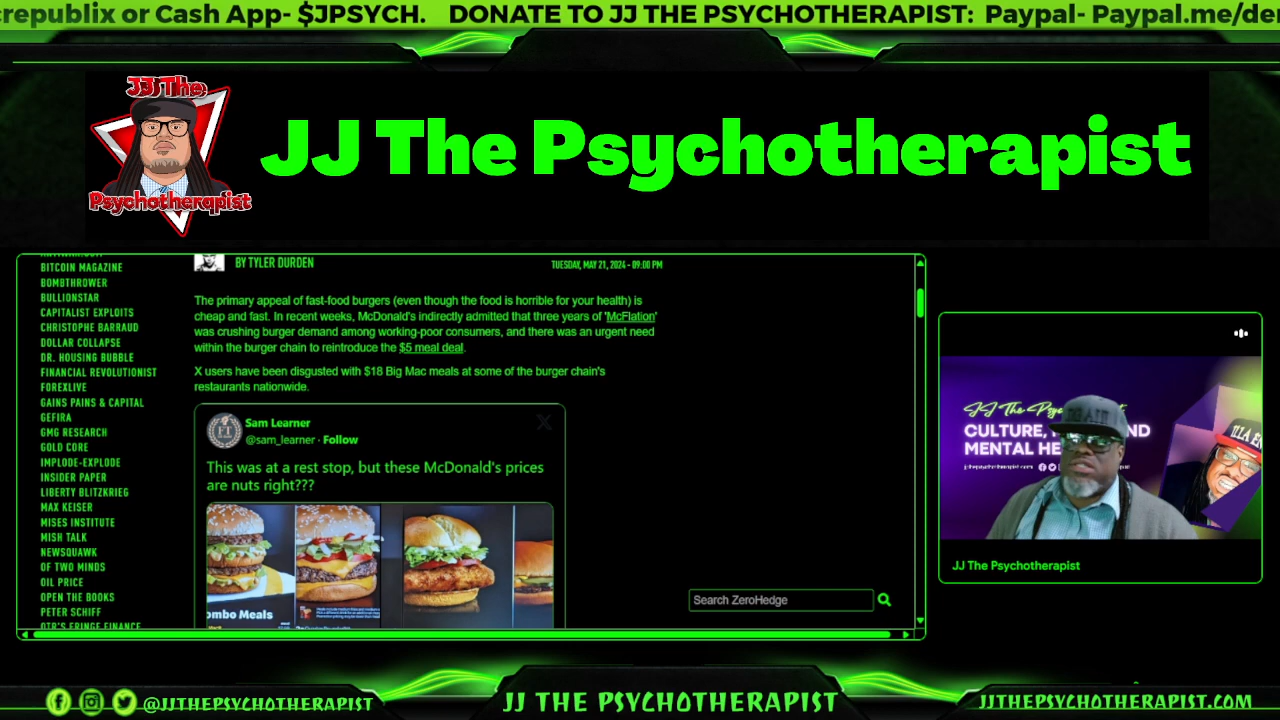 republix or Cash App- $JPSYCH. DONATE TO JJ THE PSYCHOTHERAPIST: Paypal- Paypal.me/de
JJ The
Psychotherapist
JJ The Psychotherapist
BITCOIN MAGAZINE
BOMBTHROWER
BULLIONSTAR
CAPITALIST EXPLOITS
CHRISTOPHE BARRAUD
DOLLAR COLLAPSE
DR. HOUSING BUBBLE
FINANCIAL REVOLUTIONIST
FOREXLIVE
GAINS PAINS & CAPITAL
GEFIRA
GMG RESEARCH
GOLD CORE
IMPLODE-EXPLODE
INSIDER PAPER
LIBERTY BLITZKRIEG
MAX KEISER
MISES INSTITUTE
MISH TALK
NEWSQUAWK
OF TWO MINDS
OIL PRICE
OPEN THE BOOKS
PETER SCHIFF
QTR'S FRINGE FINANCE
BY TYLER DURDEN
TUESDAY, MAY 21, 2024 - 09:00 PM
The primary appeal of fast-food burgers (even though the food is horrible for your health) is
cheap and fast. In recent weeks, McDonald's indirectly admitted that three years of 'McFlation'
was crushing burger demand among working-poor consumers, and there was an urgent need
within the burger chain to reintroduce the $5 meal deal.
X users have been disgusted with $18 Big Mac meals at some of the burger chain's
restaurants nationwide.
Sam Learner
@sam_learner · Follow
This was at a rest stop, but these McDonald's prices
are nuts right???
ombo Meals
Search ZeroHedge
JJ The
CULTURE, ND
MENTAL HE
JJ The Psychotherapist
@JJTHEPSYCHOTHERAPIST
JJ THE PSYCHOTHERAPIST
JJTHEPSYCHOTHERAPIST.COM